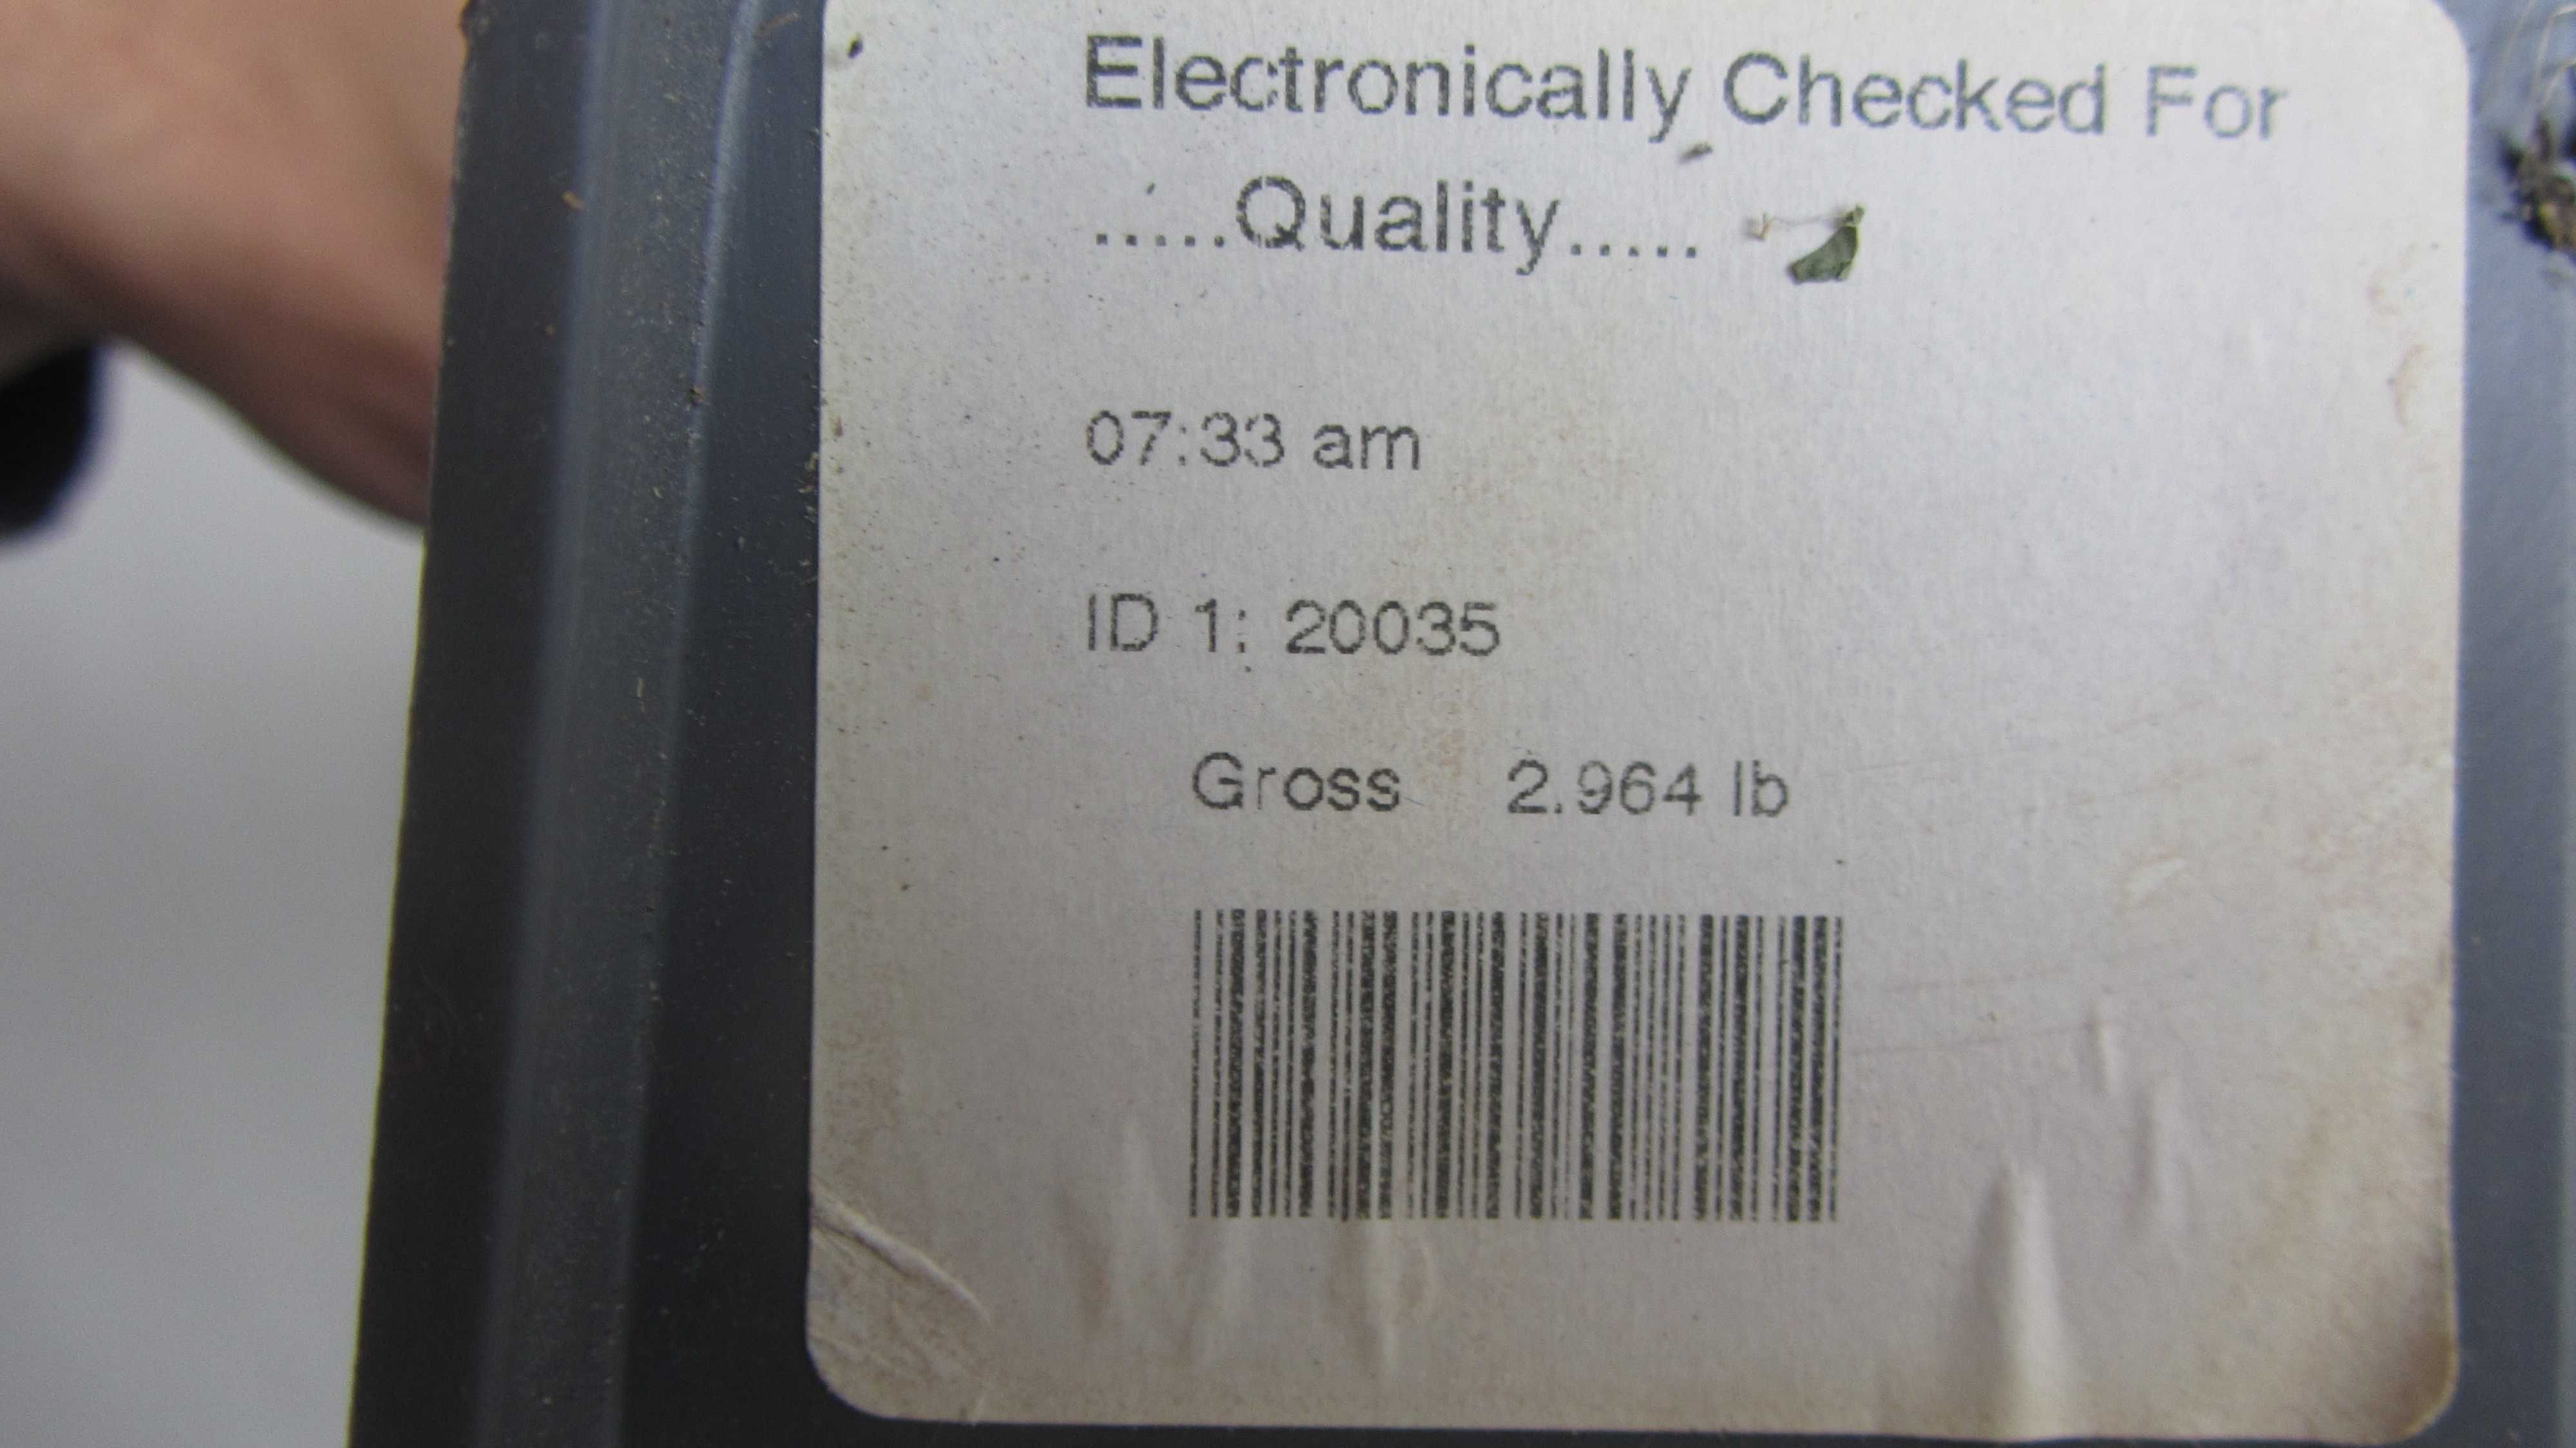 Electronically Checked For
.....Quality.....
07:33 am
ID 1: 20035
Gross 2.964 lb